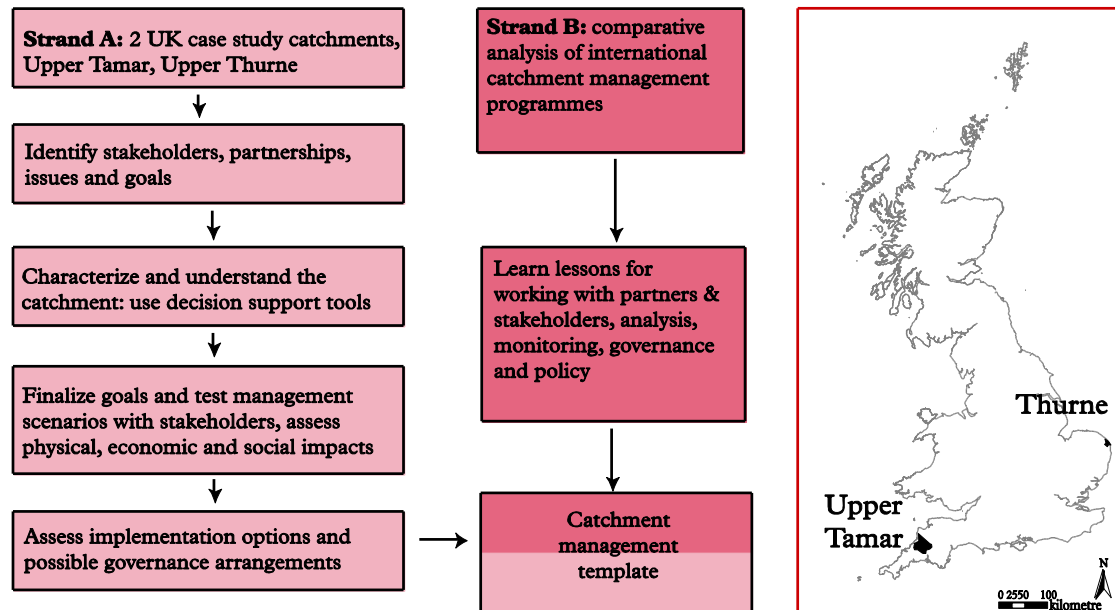 Strand A: 2 UK case study catchments,
Upper Tamar, Upper Thurne
Identify stakeholders, partnerships,
issues and goals
Characterize and understand the
catchment: use decision support tools
Finalize goals and test management
scenarios with stakeholders, assess
physical, economic and social impacts
Assess implementation options and
possible governance arrangements
Strand B: comparative
analysis of international
catchment management
programmes
Learn lessons for
working with partners &
stakeholders, analysis,
monitoring, governance
and policy
Catchment
management
template
Thurne
Upper
Tamar
N
0 2550 100
kilometre